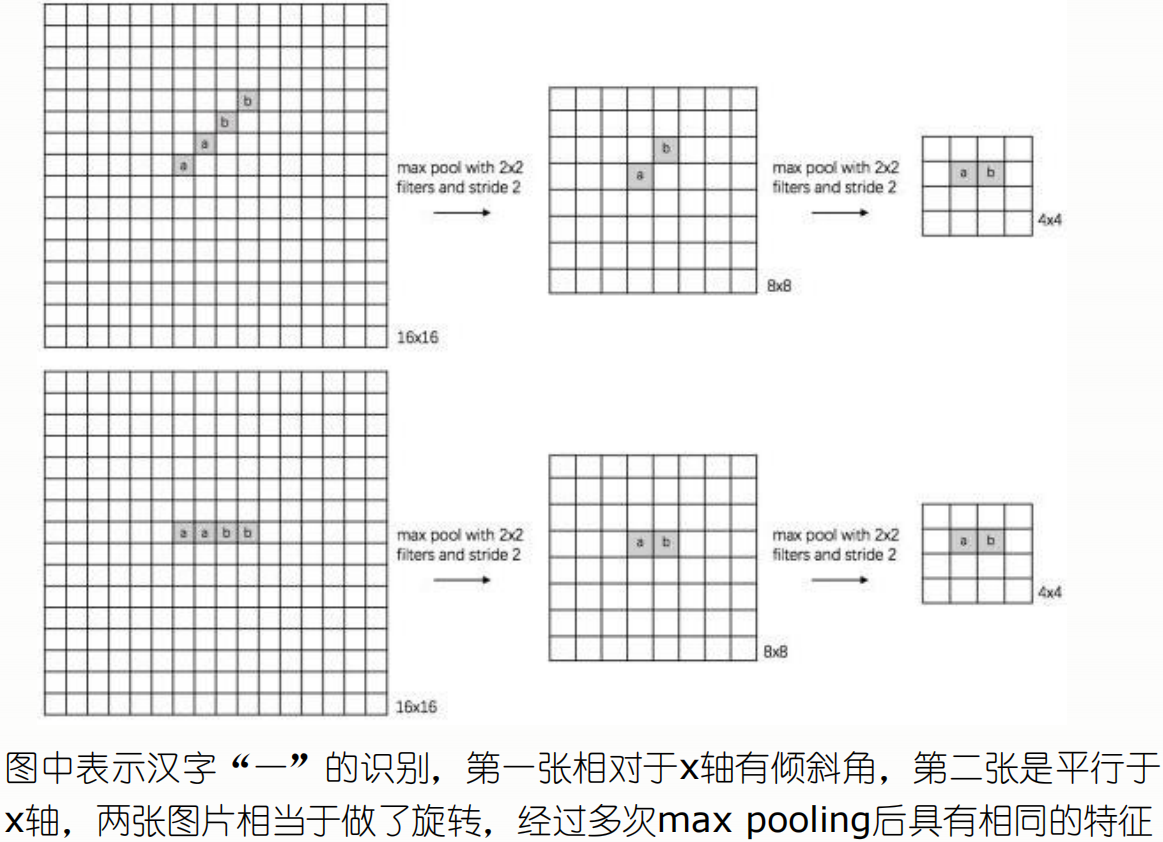 b
b
a
a
max pool with 2x2
filters and stride 2
16x16
b
a
8x8
max pool with 2x2
filters and stride 2
a b
4x4
a a b b
max pool with 2x2
filters and stride 2
16x16
a b
8x8
max pool with 2x2
filters and stride 2
a b
4x4
图中表示汉字“一”的识别，第一张相对于x轴有倾斜角，第二张是平行于
x轴，两张图片相当于做了旋转，经过多次max pooling后具有相同的特征